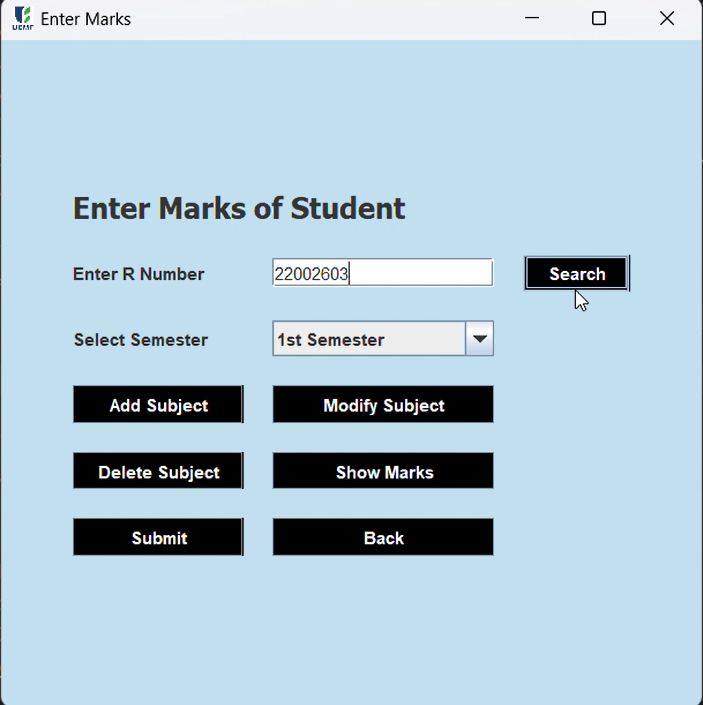 Enter Marks
Enter Marks of Student
Enter R Number 22002603 Search
Select Semester 1st Semester
Add Subject Modify Subject
Delete Subject Show Marks
Submit Back